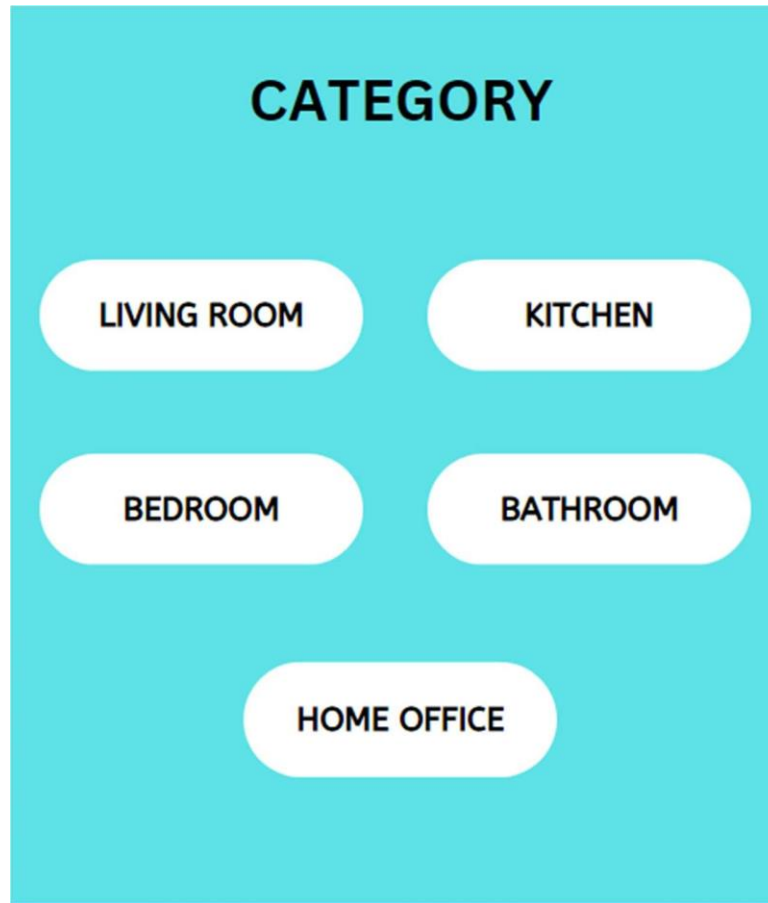 CATEGORY
LIVING ROOM
KITCHEN
BEDROOM
BATHROOM
HOME OFFICE